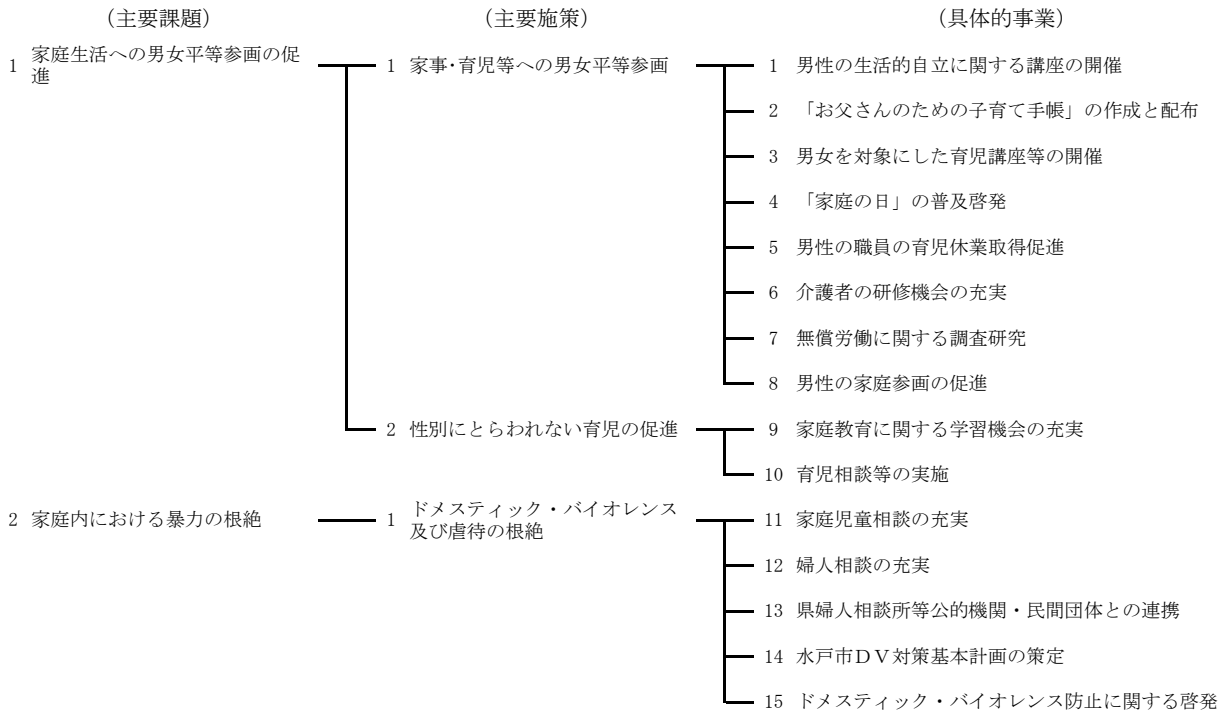 （主要課題） （主要施策） （具体的事業）
1 家庭生活への男女平等参画の促
進
1 家事・育児等への男女平等参画
1 男性の生活的自立に関する講座の開催
2 「お父さんのための子育て手帳」の作成と配布
3 男女を対象にした育児講座等の開催
4 「家庭の日」の普及啓発
5 男性の職員の育児休業取得促進
6 介護者の研修機会の充実
7 無償労働に関する調査研究
8 男性の家庭参画の促進
2 性別にとらわれない育児の促進
9 家庭教育に関する学習機会の充実
10 育児相談等の実施
2 家庭内における暴力の根絶
1 ドメスティック・バイオレンス
及び虐待の根絶
11 家庭児童相談の充実
12 婦人相談の充実
13 県婦人相談所等公的機関・民間団体との連携
14 水戸市ＤＶ対策基本計画の策定
15 ドメスティック・バイオレンス防止に関する啓発